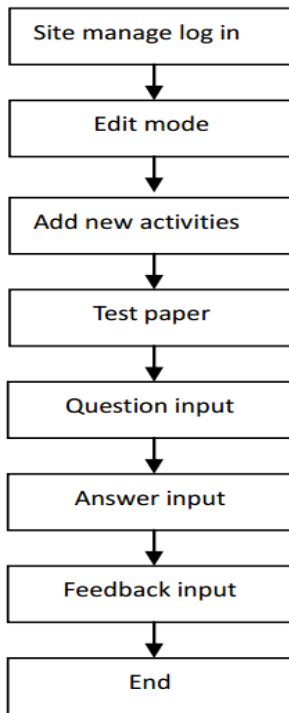 Site manage log in
Edit mode
Add new activities
Test paper
Question input
Answer input
Feedback input
End